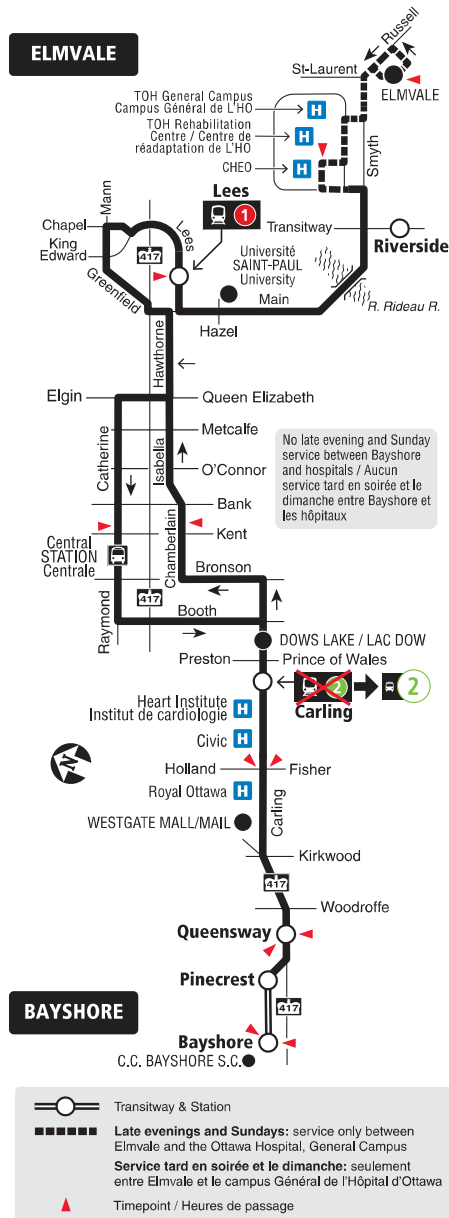 ELMVALE
Russell
St-Laurent
ELMVALE
TOH General Campus
Campus Général de L'HO
TOH Rehabilitation
Centre / Centre de
réadaptation de L'HO
CHEO
H
H
H
Smyth
Mann
Lees
1
Chapel
King
Edward
Lees
417
Transitway
Riverside
Université
SAINT-PAUL
University
Greenfield
Main
Hazel
R. Rideau R.
Hawthorne
Elgin
Queen Elizabeth
Catherine
Isabella
Metcalfe
O'Connor
No late evening and Sunday
service between Bayshore
and hospitals / Aucun
service tard en soirée et le
dimanche entre Bayshore et
les hôpitaux
Bank
Kent
Central
STATION
Centrale
Chamberlain
Bronson
417
Raymond
Booth
DOWS LAKE / LAC DOW
Preston
Prince of Wales
2
2
Carling
Heart Institute
Institut de cardiologie
H
Civic
H
N
Holland
Fisher
Royal Ottawa
H
Carling
WESTGATE MALL/MAIL
Kirkwood
417
Woodroffe
Queensway
Pinecrest
417
BAYSHORE
Bayshore
C.C. BAYSHORE S.C.
Transitway & Station
Late evenings and Sundays: service only between
Elmvale and the Ottawa Hospital, General Campus
Service tard en soirée et le dimanche: seulement
entre Elmvale et le campus Général de l'Hôpital d'Ottawa
Timepoint / Heures de passage